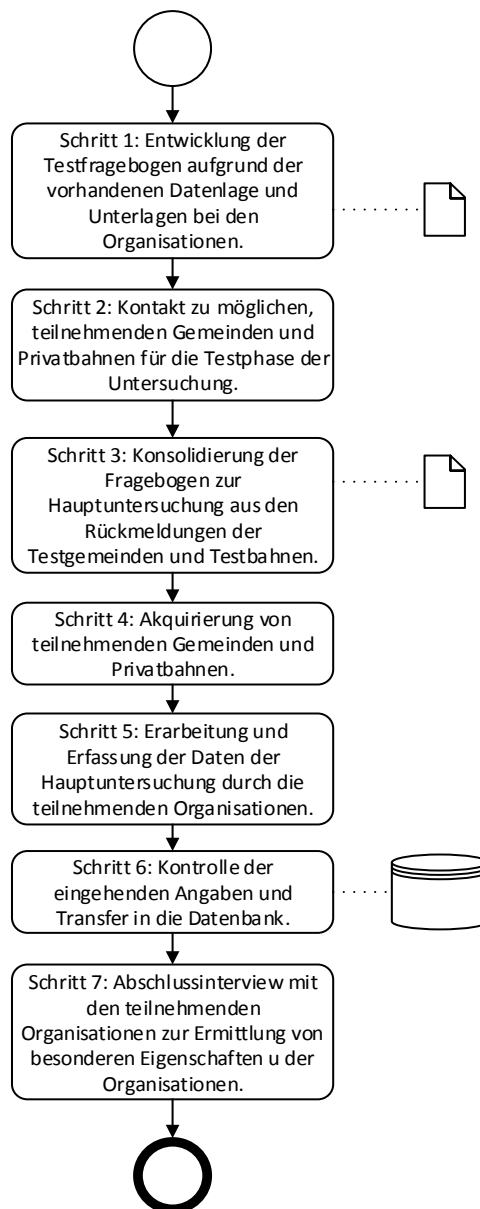 Schritt 1: Entwicklung der
Testfragebogen aufgrund der
vorhandenen Datenlage und
Unterlagen bei den
Organisationen.
Schritt 2: Kontakt zu möglichen,
teilnehmenden Gemeinden und
Privatbahnen für die Testphase der
Untersuchung.
Schritt 3: Konsolidierung der
Fragebogen zur
Hauptuntersuchung aus den
Rückmeldungen der
Testgemeinden und Testbahnen.
Schritt 4: Akquirierung von
teilnehmenden Gemeinden und
Privatbahnen.
Schritt 5: Erarbeitung und
Erfassung der Daten der
Hauptuntersuchung durch die
teilnehmenden Organisationen.
Schritt 6: Kontrolle der
eingehenden Angaben und
Transfer in die Datenbank.
Schritt 7: Abschlussinterview mit
den teilnehmenden
Organisationen zur Ermittlung von
besonderen Eigenschaften u der
Organisationen.